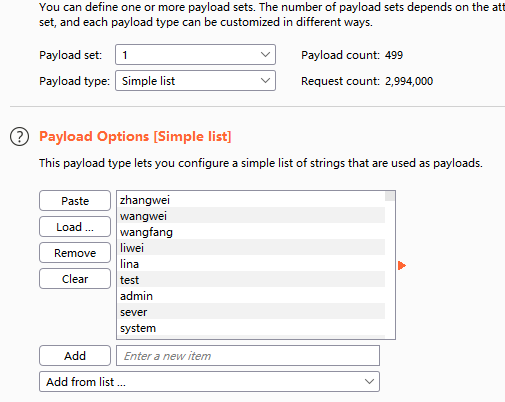 You can define one or more payload sets. The number of payload sets depends on the att
set, and each payload type can be customized in different ways.
Payload set: 1 Payload count: 499
Payload type: Simple list Request count: 2,994,000
? Payload Options [Simple list]
This payload type lets you configure a simple list of strings that are used as payloads.
Paste
Load ...
Remove
Clear
zhangwei
wangwei
wangfang
liwei
lina
test
admin
sever
system
Add Enter a new item
Add from list ...